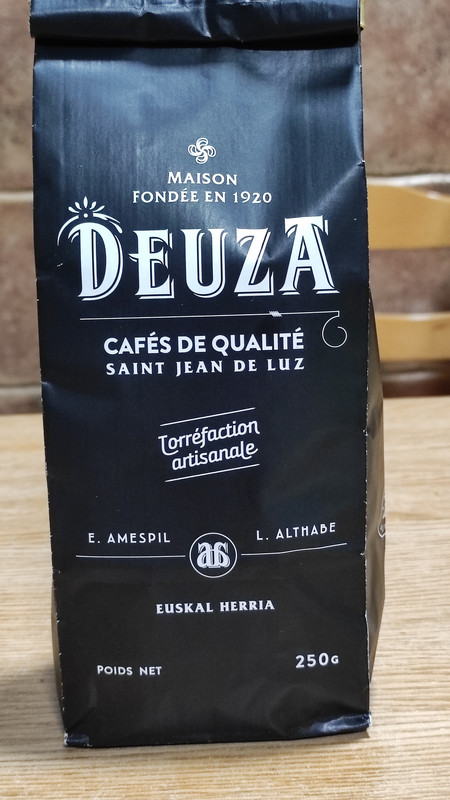 MAISON
FONDÉE EN 1920
DEUZA
CAFÉS DE QUALITÉ
SAINT JEAN DE LUZ
Torréfaction
artisanale
E. AMESPIL L. ALTHABE
EUSKAL HERRIA
POIDS NET 250G